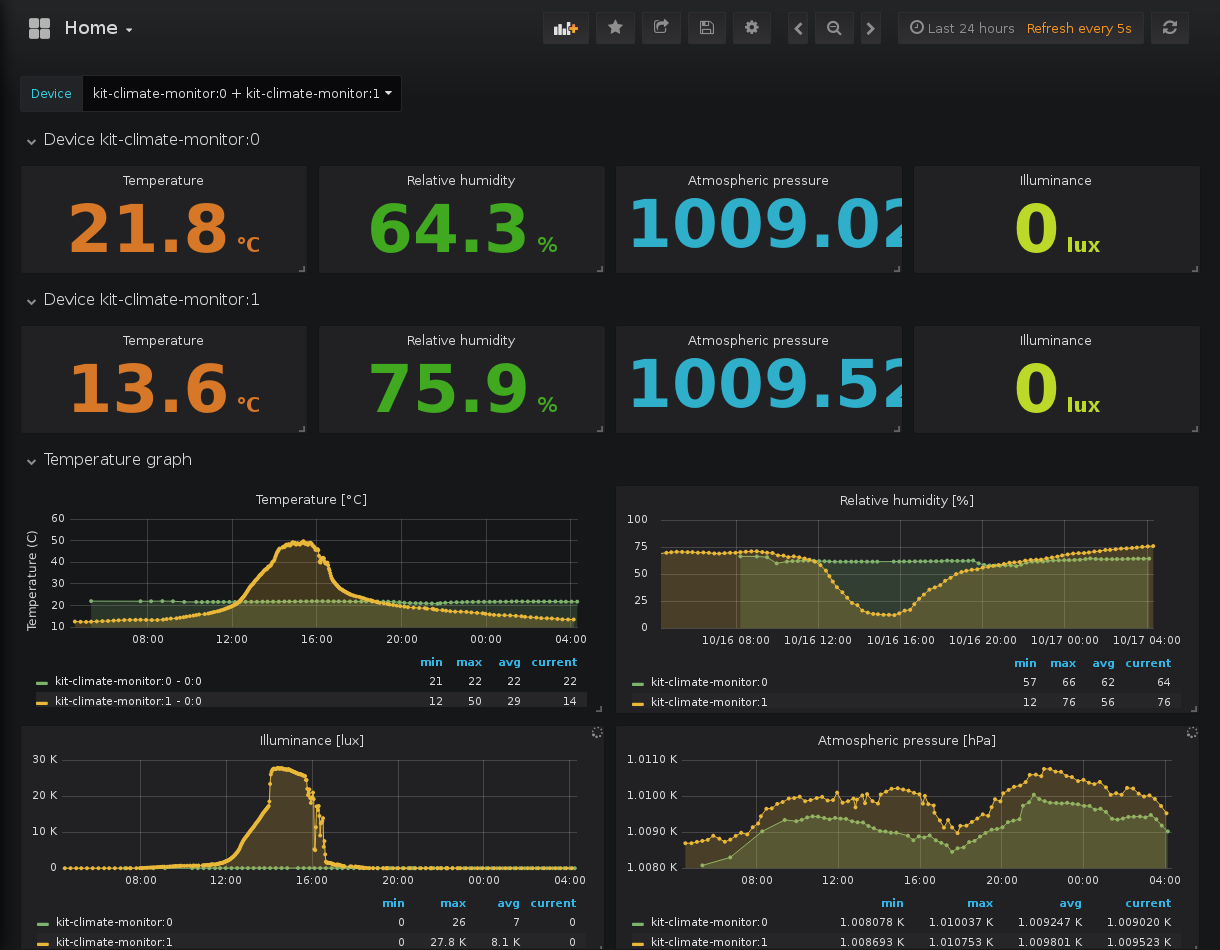 Home
Last 24 hours Refresh every 5s
Device kit-climate-monitor:0 + kit-climate-monitor:1
Device kit-climate-monitor:0
Temperature
21.8 °C
Relative humidity
64.3 %
Atmospheric pressure
1009.02
Illuminance
0 lux
Device kit-climate-monitor:1
Temperature
13.6 °C
Relative humidity
75.9 %
Atmospheric pressure
1009.52
Illuminance
0 lux
Temperature graph
Temperature [°C]
Temperature (C)
60
50
40
30
20
10
08:00 12:00 16:00 20:00 00:00 04:00
min max avg current
kit-climate-monitor:0 - 0:0 21 22 22 22
kit-climate-monitor:1 - 0:0 12 50 29 14
Relative humidity [%]
100
75
50
25
0
10/16 08:00 10/16 12:00 10/16 16:00 10/16 20:00 10/17 00:00 10/17 04:00
min max avg current
kit-climate-monitor:0 57 66 62 64
kit-climate-monitor:1 12 76 56 76
Illuminance [lux]
30 K
20 K
10 K
0
08:00 12:00 16:00 20:00 00:00 04:00
min max avg current
kit-climate-monitor:0 0 26 7 0
kit-climate-monitor:1 0 27.8 K 8.1 K 0
Atmospheric pressure [hPa]
1.0110 K
1.0100 K
1.0090 K
1.0080 K
08:00 12:00 16:00 20:00 00:00 04:00
min max avg current
kit-climate-monitor:0 1.008078 K 1.010037 K 1.009247 K 1.009020 K
kit-climate-monitor:1 1.008693 K 1.010753 K 1.009801 K 1.009523 K